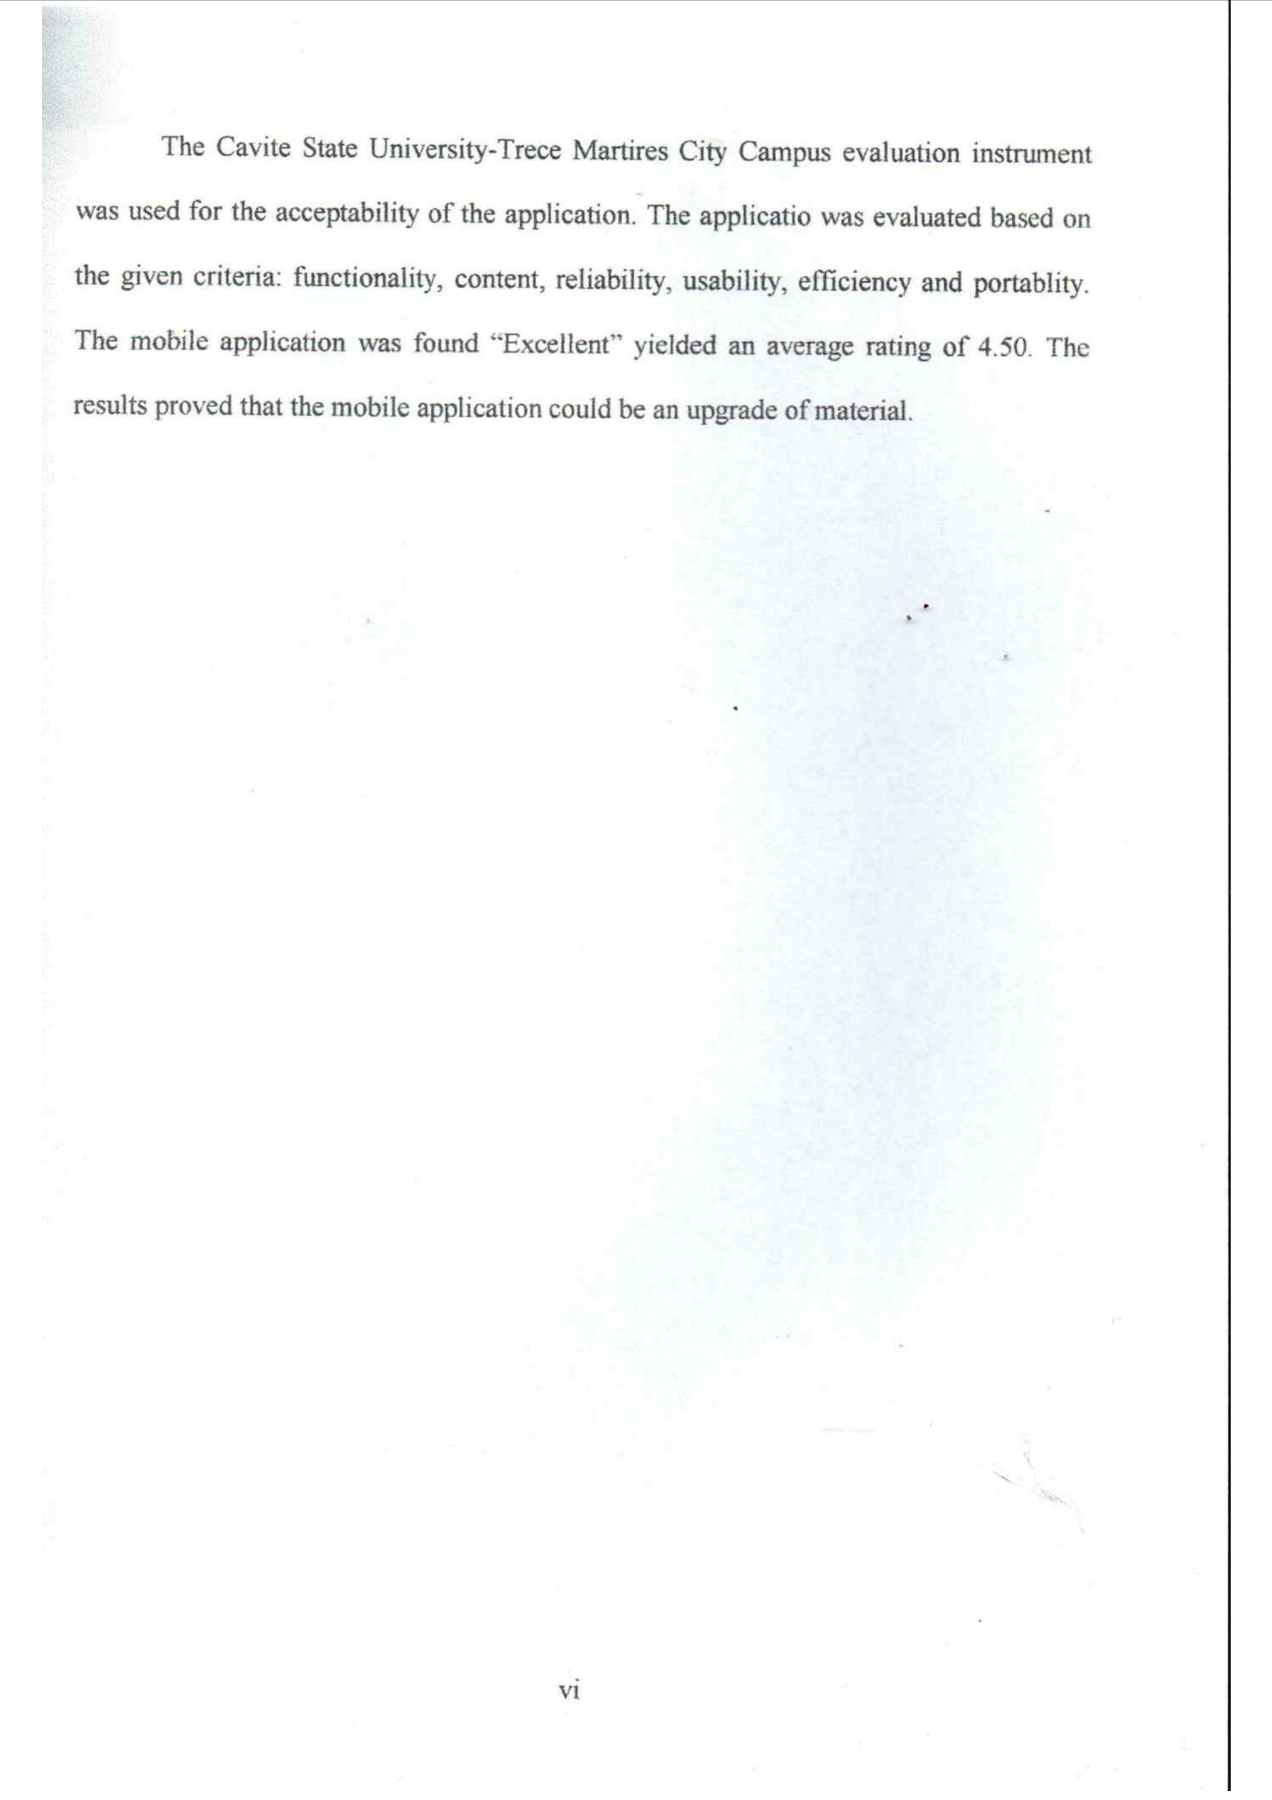 The Cavite State University-Trece Martires City Campus evaluation instrument
was used for the acceptability of the application. The applicatio was evaluated based on
the given criteria: functionality, content, reliability, usability, efficiency and portablity.
The mobile application was found “Excellent” yielded an average rating of 4.50. The
results proved that the mobile application could be an upgrade of material.
vi